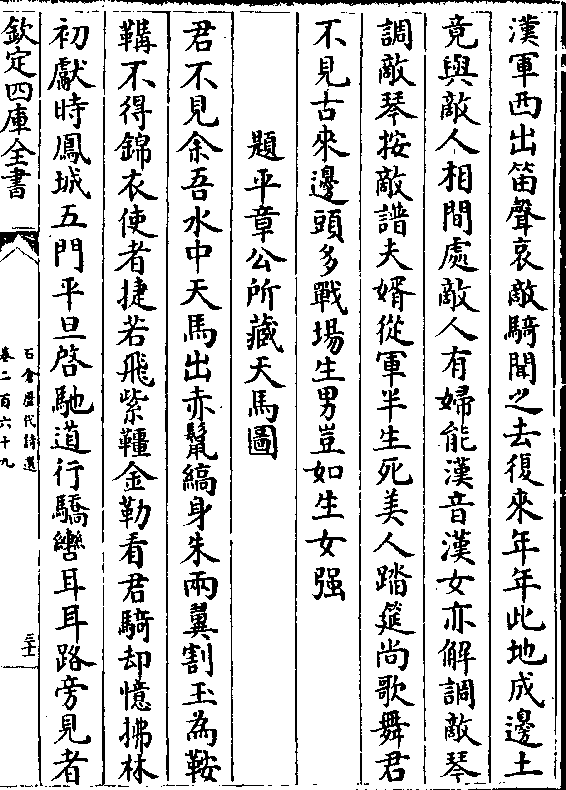 漢軍西出笛聲哀敵騎聞之去復來年年此地成邊土
竟與敵人相間處敵人有婦能漢音漢女亦解調敵琴
調敵琴按敵譜夫婿從軍半生死美人踏筵尚歌舞君
不見古來邊頭多戰場生男豈如生女强
題平章公所藏天馬圖
君不見余吾水中天馬出赤鬣縞身朱兩翼割玉為鞍
鞲不得錦衣使者捷若飛紫韁金勒看君騎却憶拂林
初獻時鳳城五門平旦啓馳道行驕轡耳耳路旁見者
欽定四庫全書
石倉歷代詩選
卷二百六十九
三十一